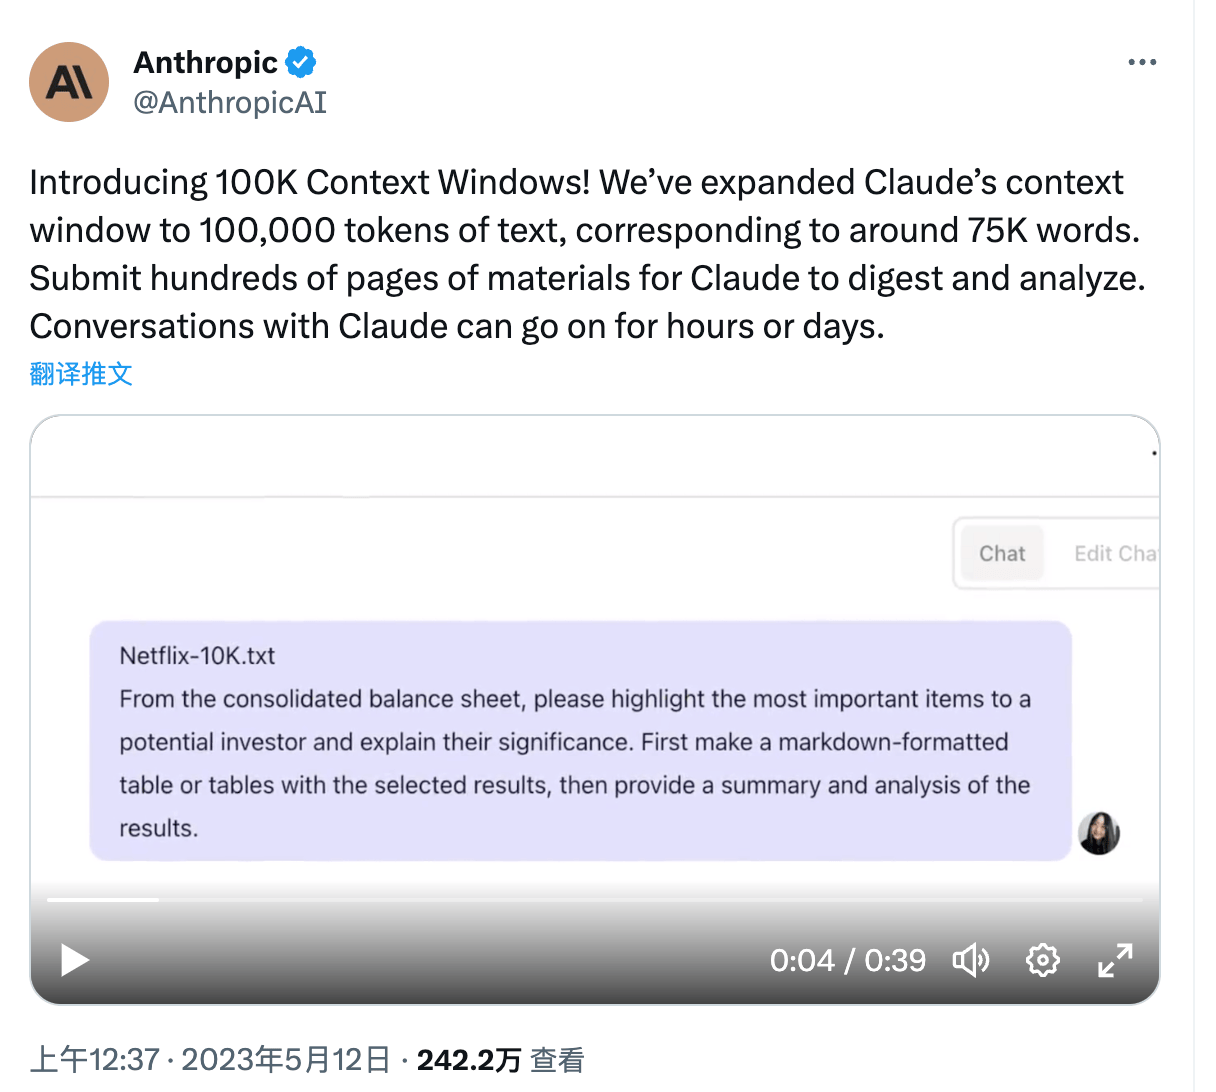 Anthropic
@AnthropicAI
Introducing 100K Context Windows! We’ve expanded Claude’s context
window to 100,000 tokens of text, corresponding to around 75K words.
Submit hundreds of pages of materials for Claude to digest and analyze.
Conversations with Claude can go on for hours or days.
翻译推文
Chat
Edit Cha
Netflix-10K.txt
From the consolidated balance sheet, please highlight the most important items to a
potential investor and explain their significance. First make a markdown-formatted
table or tables with the selected results, then provide a summary and analysis of the
results.
0:04 / 0:39
上午12:37 · 2023年5月12日 · 242.2万 查看